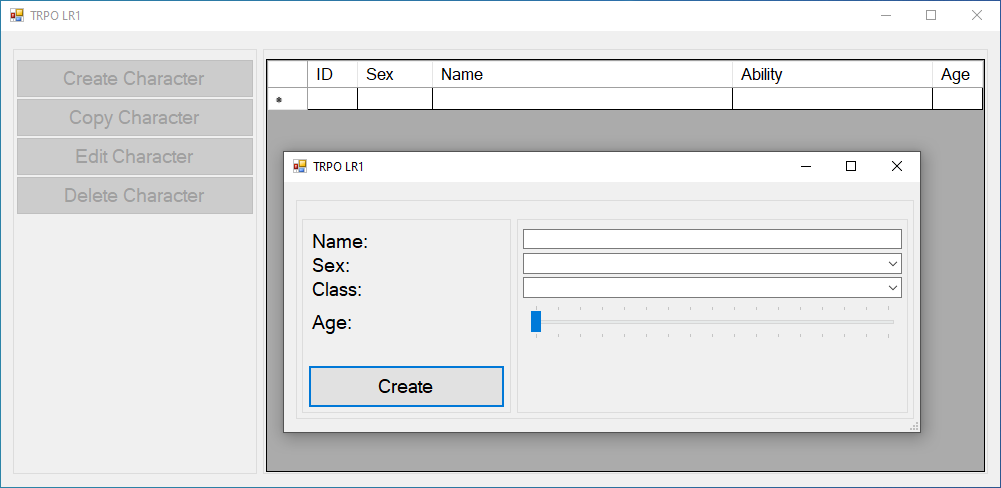 TRPO LR1
Create Character
Copy Character
Edit Character
Delete Character
ID Sex Name Ability Age
*
TRPO LR1
Name:
Sex:
Class:
Age:
Create